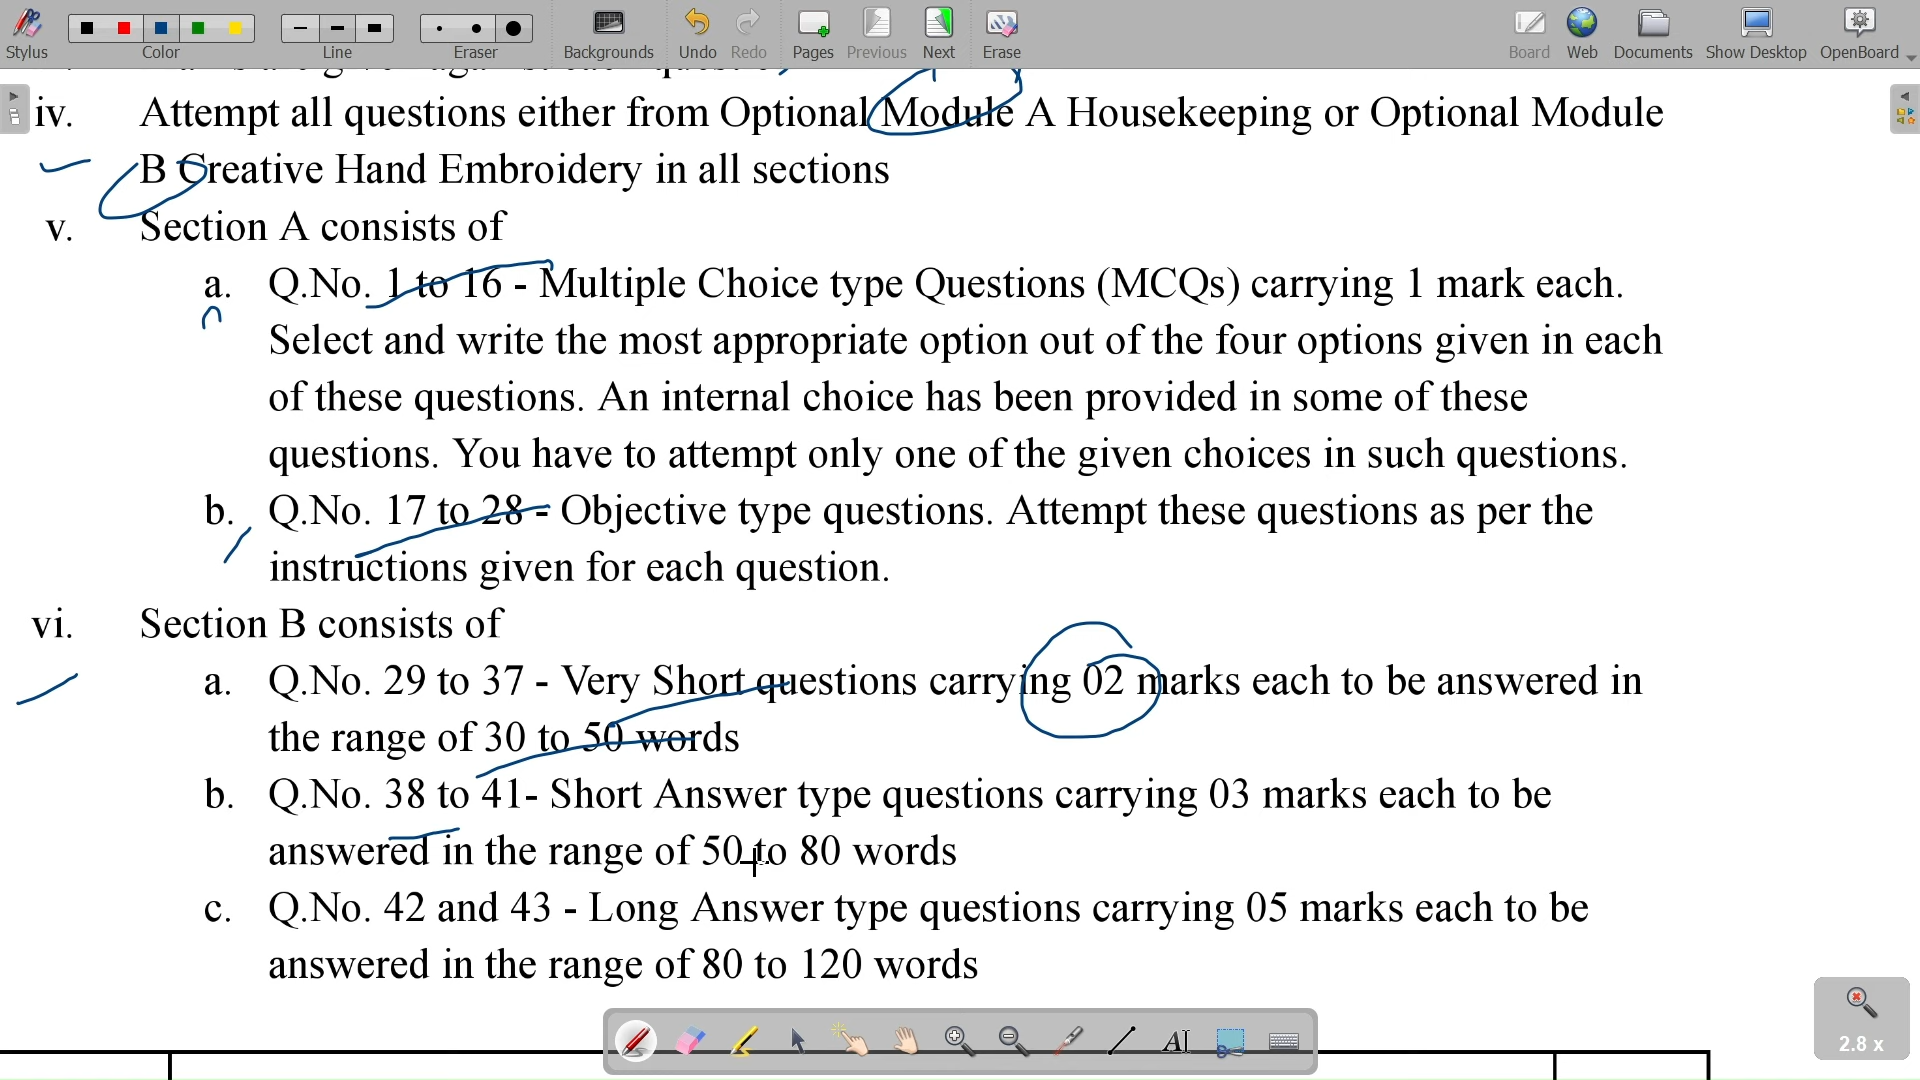 Stylus
Color
Line
Eraser
Backgrounds
Undo
Redo
Pages
Previous
Next
Erase
Board
Web
Documents
Show Desktop
OpenBoard
iv. Attempt all questions either from Optional Module A Housekeeping or Optional Module
B Creative Hand Embroidery in all sections
v. Section A consists of
a. Q.No. 1 to 16 - Multiple Choice type Questions (MCQs) carrying 1 mark each.
Select and write the most appropriate option out of the four options given in each
of these questions. An internal choice has been provided in some of these
questions. You have to attempt only one of the given choices in such questions.
b. Q.No. 17 to 28 - Objective type questions. Attempt these questions as per the
instructions given for each question.
vi. Section B consists of
a. Q.No. 29 to 37 - Very Short questions carrying 02 marks each to be answered in
the range of 30 to 50 words
b. Q.No. 38 to 41- Short Answer type questions carrying 03 marks each to be
answered in the range of 50 to 80 words
c. Q.No. 42 and 43 - Long Answer type questions carrying 05 marks each to be
answered in the range of 80 to 120 words
2.8 x